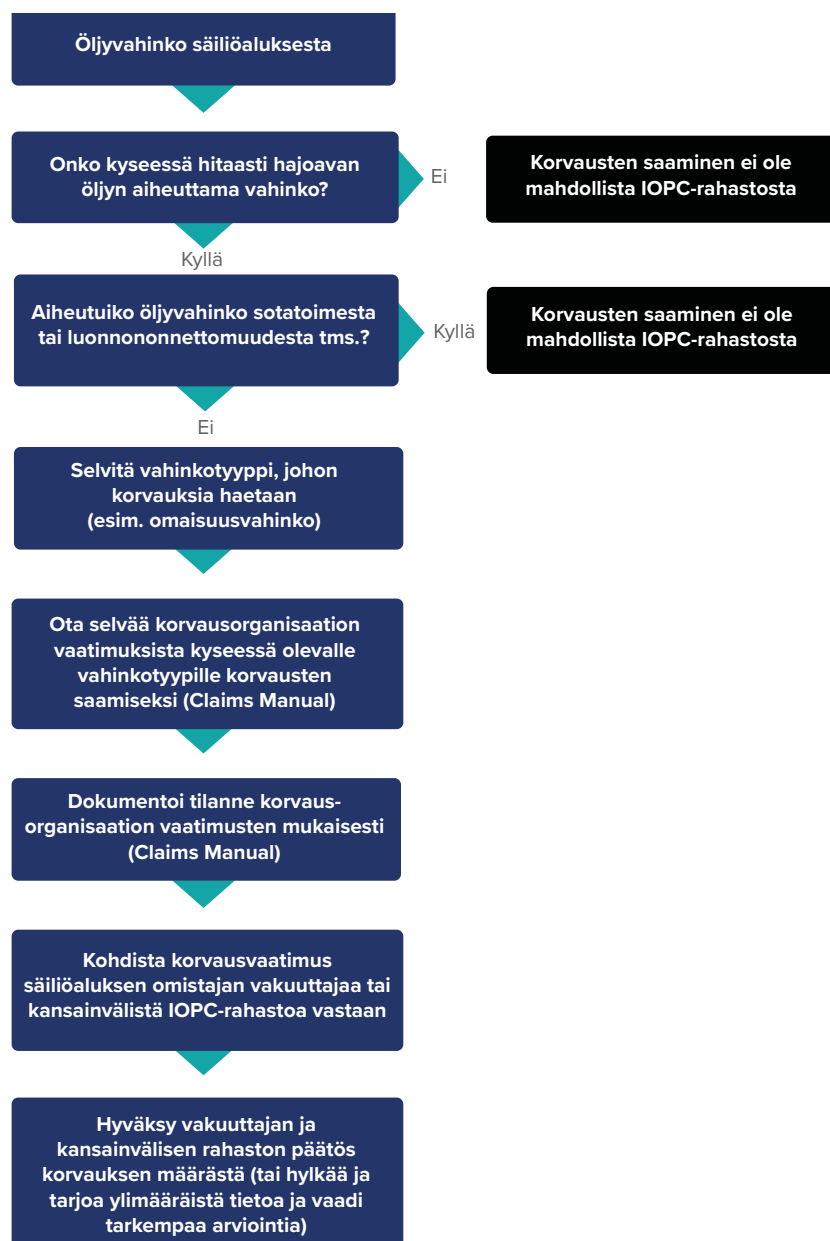 Öljyvahinko säiliöaluksesta
Onko kyseessä hitaasti hajoavan
öljyn aiheuttama vahinko?
Ei
Korvausten saaminen ei ole
mahdollista IOPC-rahastosta
Kyllä
Aiheutuiko öljyvahinko sotatoimesta
tai luonnononnettomuudesta tms.?
Kyllä
Korvausten saaminen ei ole
mahdollista IOPC-rahastosta
Ei
Selvitä vahinkotyyppi, johon
korvauksia haetaan
(esim. omaisuusvahinko)
Ota selvää korvausorganisaation
vaatimuksista kyseessä olevalle
vahinkotyypille korvausten
saamiseksi (Claims Manual)
Dokumentoi tilanne korvaus-
organisaation vaatimusten mukaisesti
(Claims Manual)
Kohdista korvausvaatimus
säiliöaluksen omistajan vakuuttajaa tai
kansainvälistä IOPC-rahastoa vastaan
Hyväksy vakuuttajan ja
kansainvälisen rahaston päätös
korvauksen määrästä (tai hylkää ja
tarjoa ylimääräistä tietoa ja vaadi
tarkempaa arviointia)